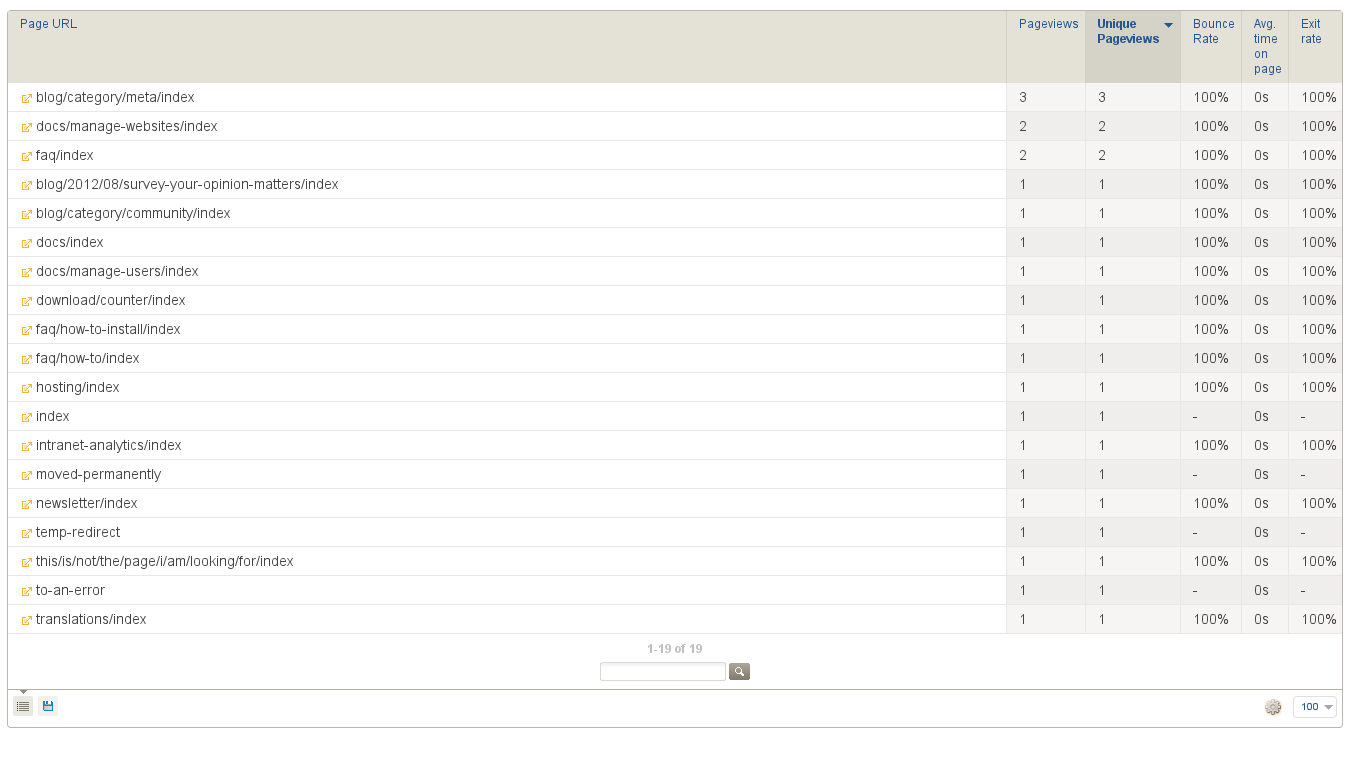 Page URL Pageviews Unique Pageviews Bounce Rate Avg. time on page Exit rate
blog/category/meta/index 3 3 100% 0s 100%
docs/manage-websites/index 2 2 100% 0s 100%
faq/index 2 2 100% 0s 100%
blog/2012/08/survey-your-opinion-matters/index 1 1 100% 0s 100%
blog/category/community/index 1 1 100% 0s 100%
docs/index 1 1 100% 0s 100%
docs/manage-users/index 1 1 100% 0s 100%
download/counter/index 1 1 100% 0s 100%
faq/how-to-install/index 1 1 100% 0s 100%
faq/how-to/index 1 1 100% 0s 100%
hosting/index 1 1 100% 0s 100%
index 1 1 - 0s -
intranet-analytics/index 1 1 100% 0s 100%
moved-permanently 1 1 - 0s -
newsletter/index 1 1 100% 0s 100%
temp-redirect 1 1 - 0s -
this/is/not/the/page/i/am/looking/for/index 1 1 100% 0s 100%
to-an-error 1 1 - 0s -
translations/index 1 1 100% 0s 100%
1-19 of 19
100